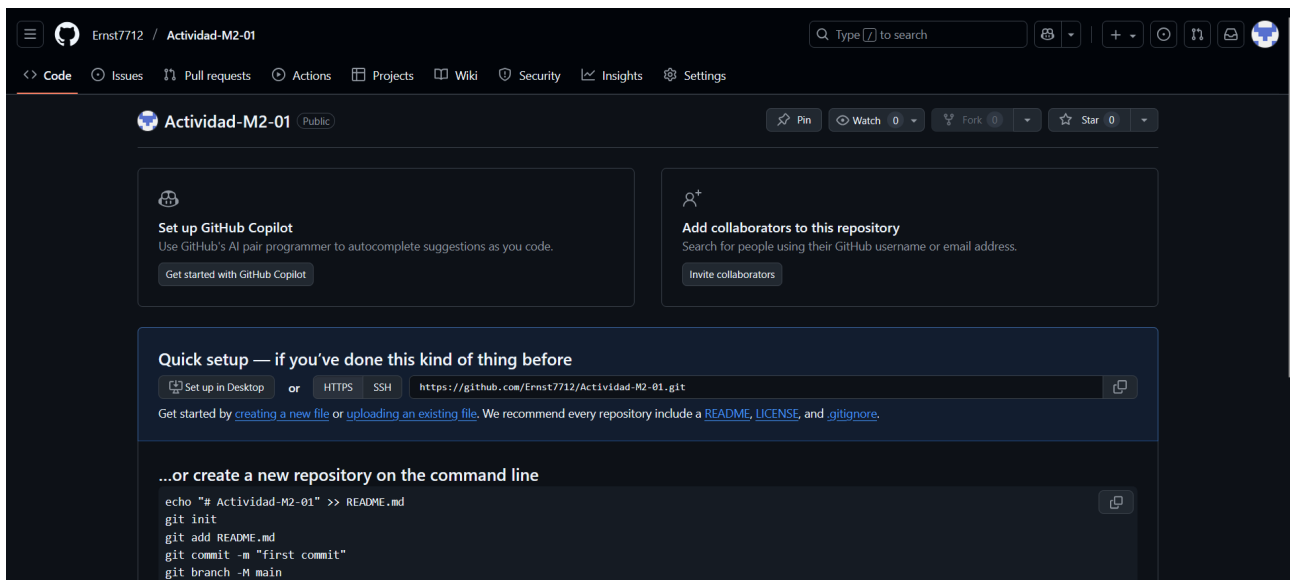 Ernst7712 / Actividad-M2-01 Type / to search
Code Issues Pull requests Actions Projects Wiki Security Insights Settings
Actividad-M2-01 Public Pin Watch 0 Fork 0 Star 0
Set up GitHub Copilot
Use GitHub's AI pair programmer to autocomplete suggestions as you code.
Get started with GitHub Copilot
Add collaborators to this repository
Search for people using their GitHub username or email address.
Invite collaborators
Quick setup — if you've done this kind of thing before
Set up in Desktop or HTTPS SSH https://github.com/Ernst7712/Actividad-M2-01.git
Get started by creating a new file or uploading an existing file. We recommend every repository include a README, LICENSE, and .gitignore.
...or create a new repository on the command line
echo "# Actividad-M2-01" >> README.md
git init
git add README.md
git commit -m "first commit"
git branch -M main